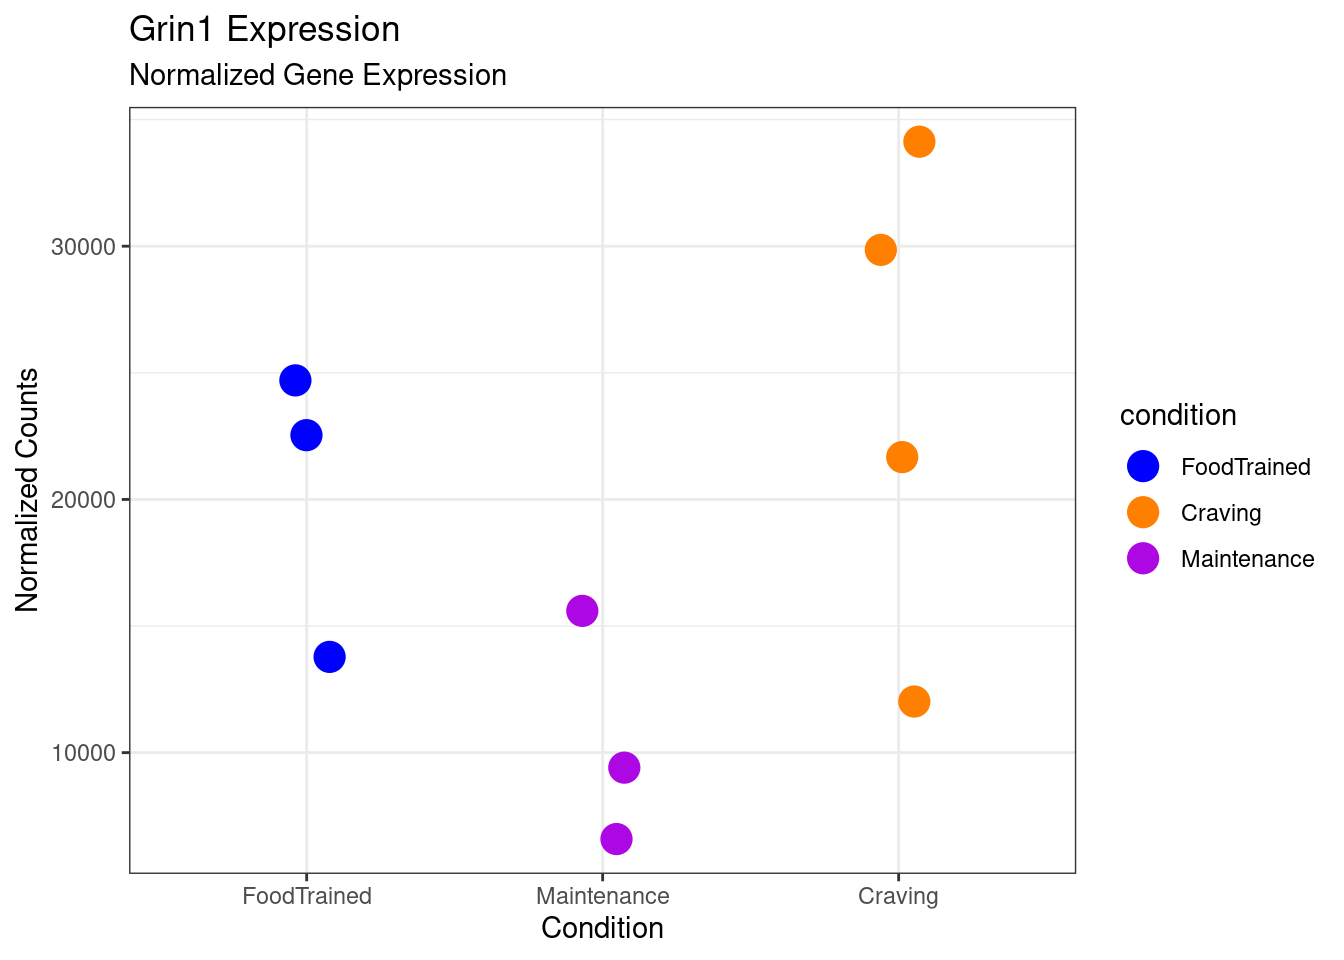 Grin1 Expression
Normalized Gene Expression
Normalized Counts
30000
20000
10000
FoodTrained
Maintenance
Craving
Condition
condition
FoodTrained
Craving
Maintenance